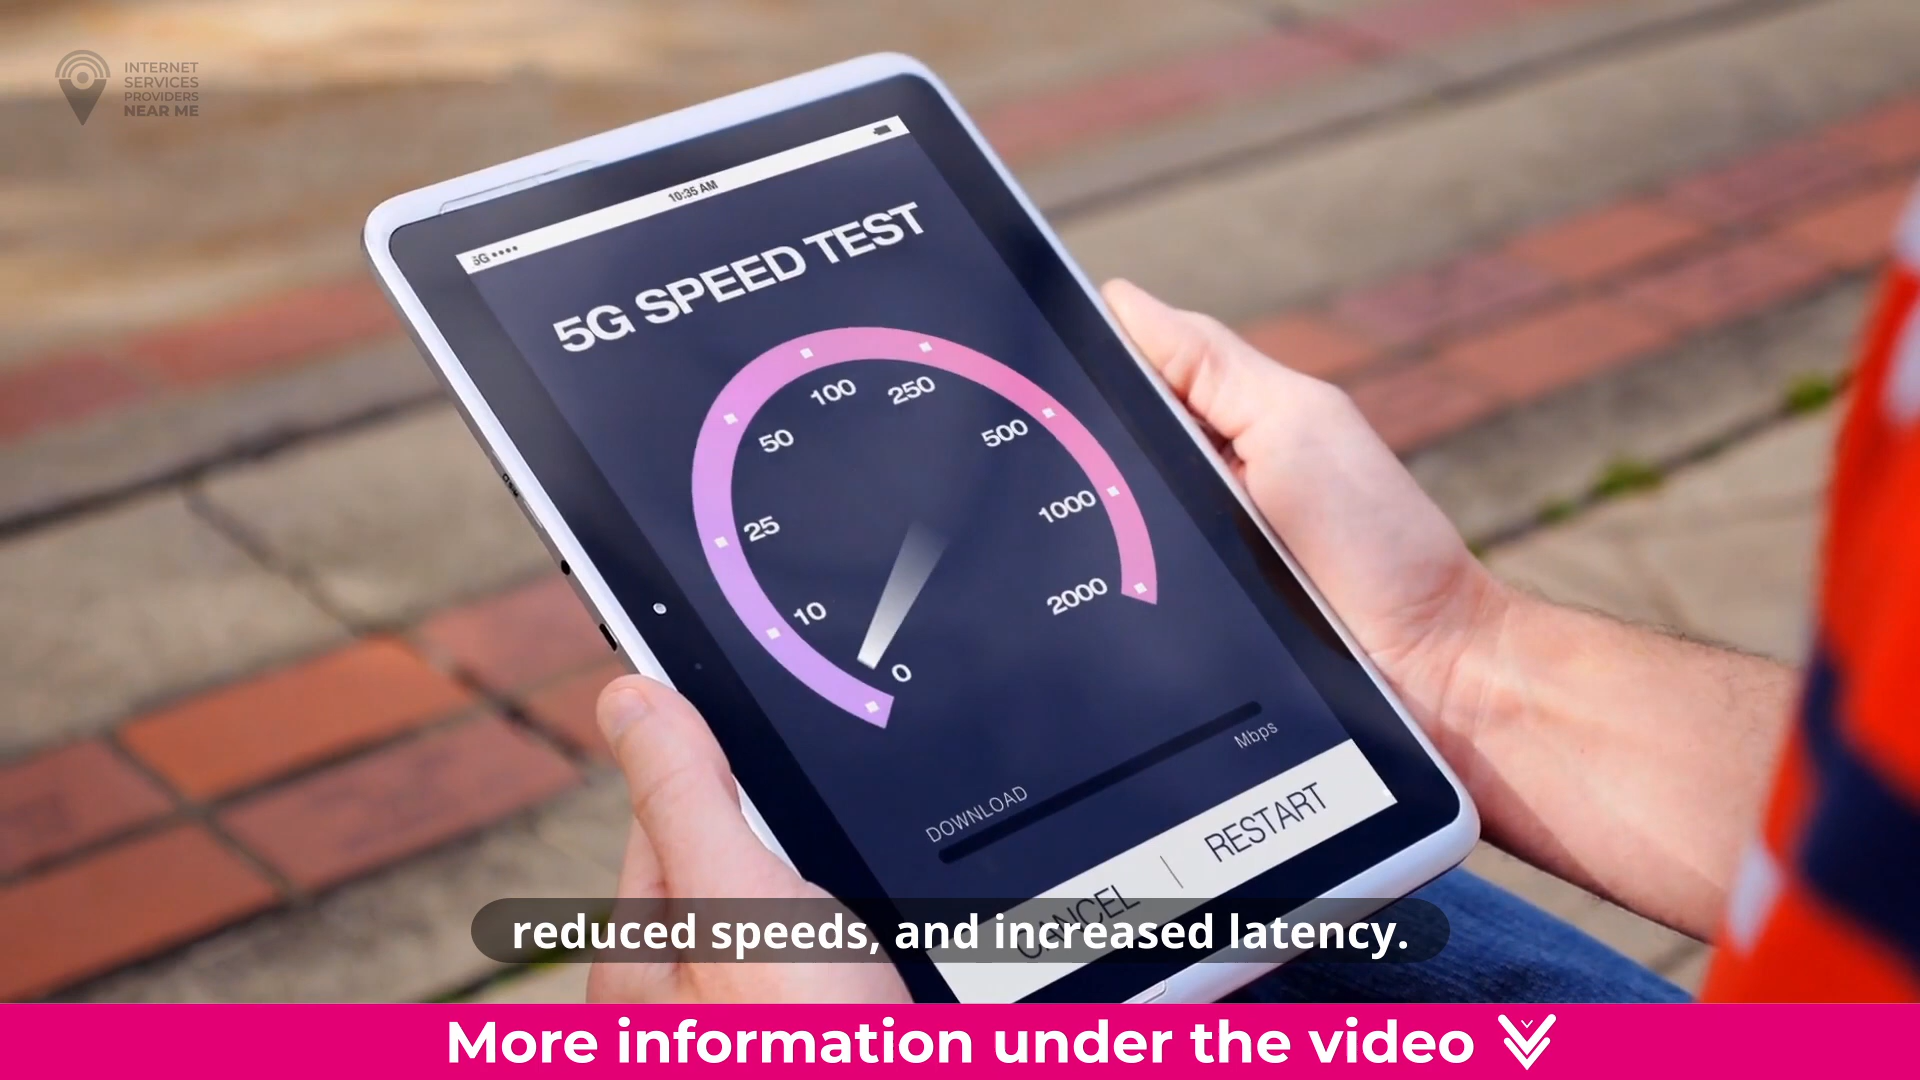 INTERNET
SERVICES
PROVIDERS
NEAR ME
5G
10:35 AM
5G SPEED TEST
100
250
50
500
25
1000
10
2000
0
Mbps
DOWNLOAD
CANCEL
RESTART
reduced speeds, and increased latency.
More information under the video